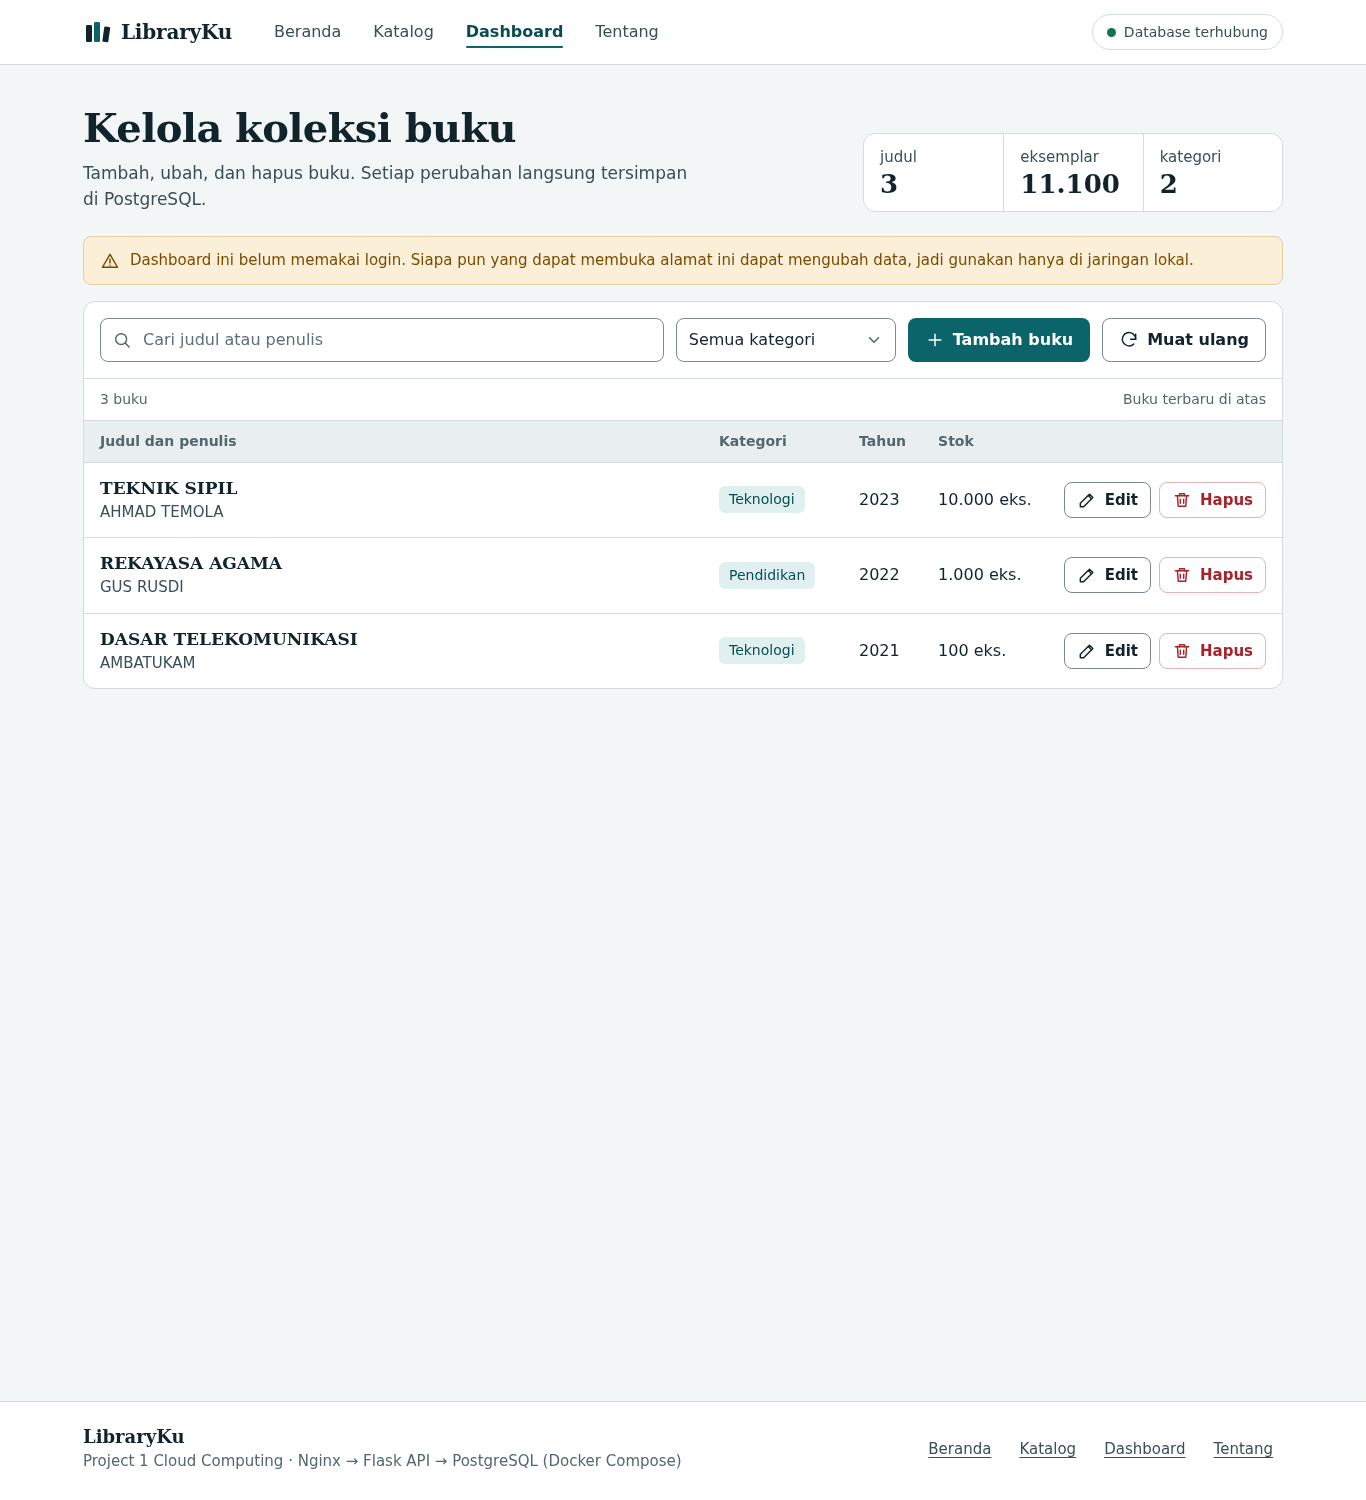 LibraryKu
Beranda Katalog Dashboard Tentang
Database terhubung
Kelola koleksi buku
Tambah, ubah, dan hapus buku. Setiap perubahan langsung tersimpan
di PostgreSQL.
judul eksemplar kategori
3 11.100 2
Dashboard ini belum memakai login. Siapa pun yang dapat membuka alamat ini dapat mengubah data, jadi gunakan hanya di jaringan lokal.
Cari judul atau penulis Semua kategori Tambah buku Muat ulang
3 buku Buku terbaru di atas
Judul dan penulis Kategori Tahun Stok
TEKNIK SIPIL
AHMAD TEMOLA
Teknologi 2023 10.000 eks. Edit Hapus
REKAYASA AGAMA
GUS RUSDI
Pendidikan 2022 1.000 eks. Edit Hapus
DASAR TELEKOMUNIKASI
AMBATUKAM
Teknologi 2021 100 eks. Edit Hapus
LibraryKu
Project 1 Cloud Computing · Nginx → Flask API → PostgreSQL (Docker Compose)
Beranda Katalog Dashboard Tentang